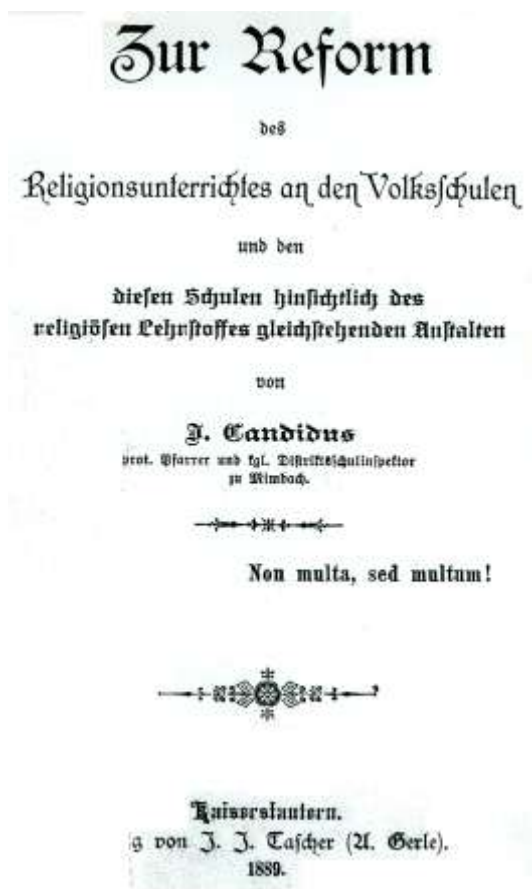 Zur Reform
des
Religionsunterrichtes an den Volksschulen
und den
diesen Schulen hinsichtlich des
religiösen Lehrstoffes gleichstehenden Anstalten
von
J. Candidus
prot. Pfarrer und kgl. Distriktsschulinspektor
zu Mimbach.
Non multa, sed multum!
Kaiserslautern.
g von J. J. Tascher (A. Gerle).
1889.